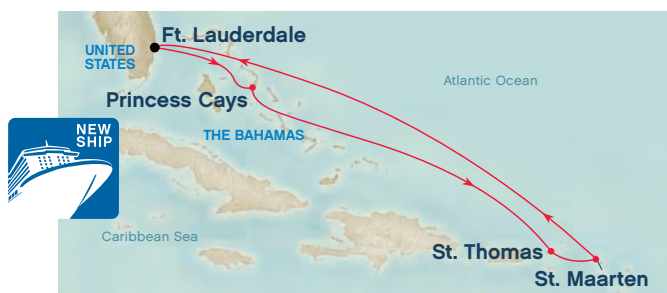 Ft. Lauderdale
UNITED
STATES
Atlantic Ocean
Princess Cays
NEW
SHIP
THE BAHAMAS
Caribbean Sea
St. Thomas
St. Maarten